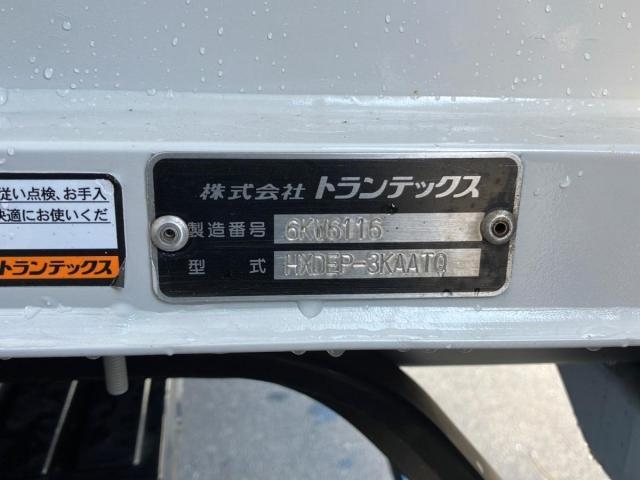 従い点検、お手入
快適にお使いくだ
トランテックス
株式会社 トランテックス
製造番号 6KW6116
型式 HXDEP-3KAATQ